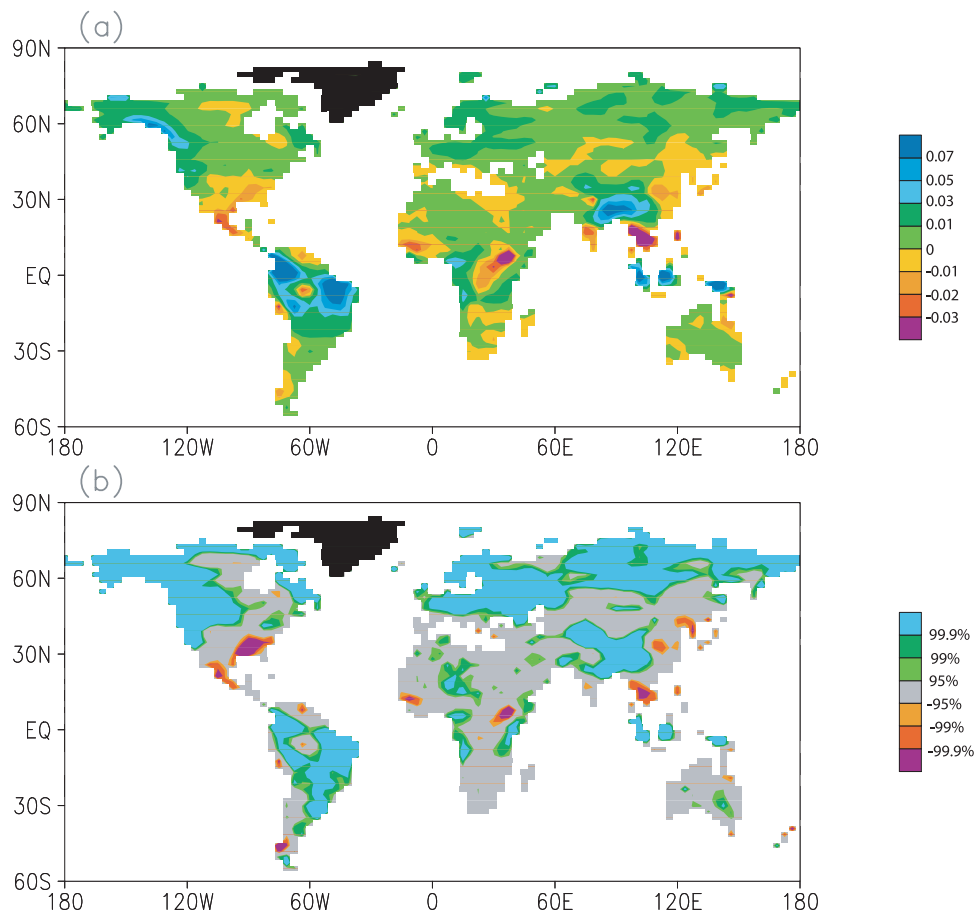 (a)
90N
60N
30N
EQ
30S
60S
180 120W 60W 0 60E 120E 180
0.07
0.05
0.03
0.01
0
-0.01
-0.02
-0.03
(b)
90N
60N
30N
EQ
30S
60S
180 120W 60W 0 60E 120E 180
99.9%
99%
95%
-95%
-99%
-99.9%